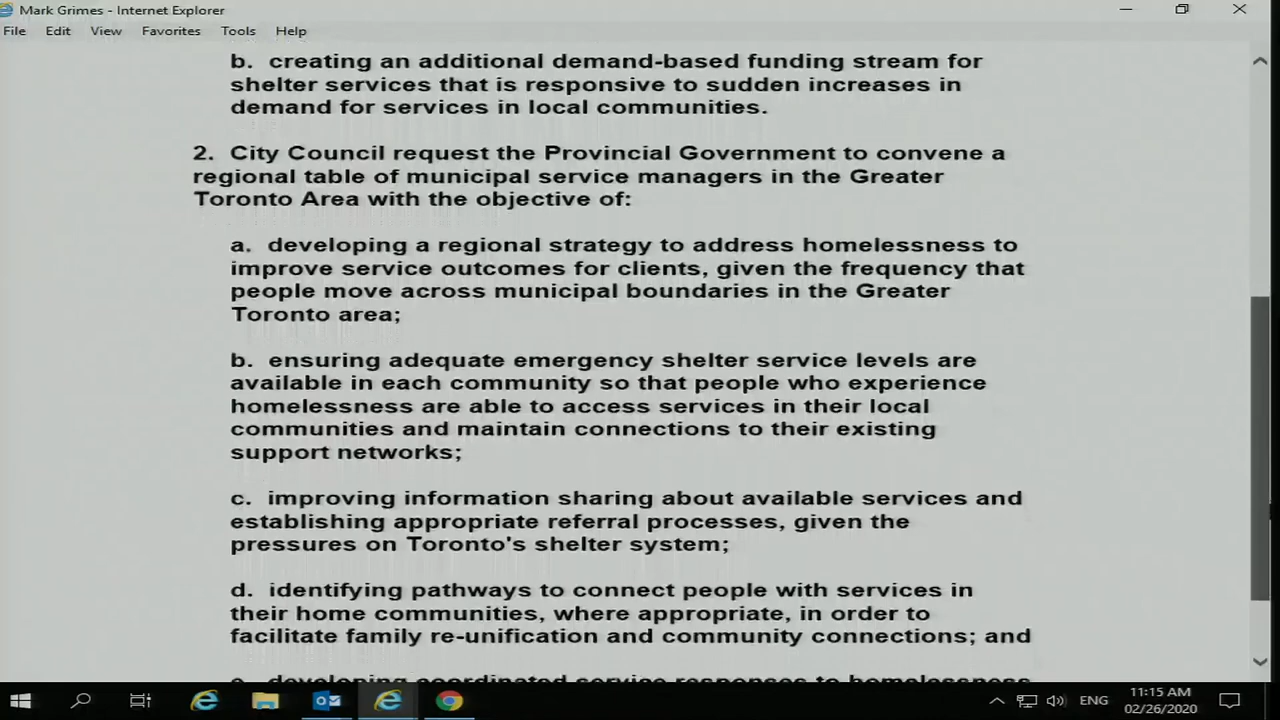 Mark Grimes - Internet Explorer
File Edit View Favorites Tools Help
b. creating an additional demand-based funding stream for
shelter services that is responsive to sudden increases in
demand for services in local communities.
2. City Council request the Provincial Government to convene a
regional table of municipal service managers in the Greater
Toronto Area with the objective of:
a. developing a regional strategy to address homelessness to
improve service outcomes for clients, given the frequency that
people move across municipal boundaries in the Greater
Toronto area;
b. ensuring adequate emergency shelter service levels are
available in each community so that people who experience
homelessness are able to access services in their local
communities and maintain connections to their existing
support networks;
c. improving information sharing about available services and
establishing appropriate referral processes, given the
pressures on Toronto's shelter system;
d. identifying pathways to connect people with services in
their home communities, where appropriate, in order to
facilitate family re-unification and community connections; and
e. developing coordinated service responses to homelessness
ENG
11:15 AM
02/26/2020